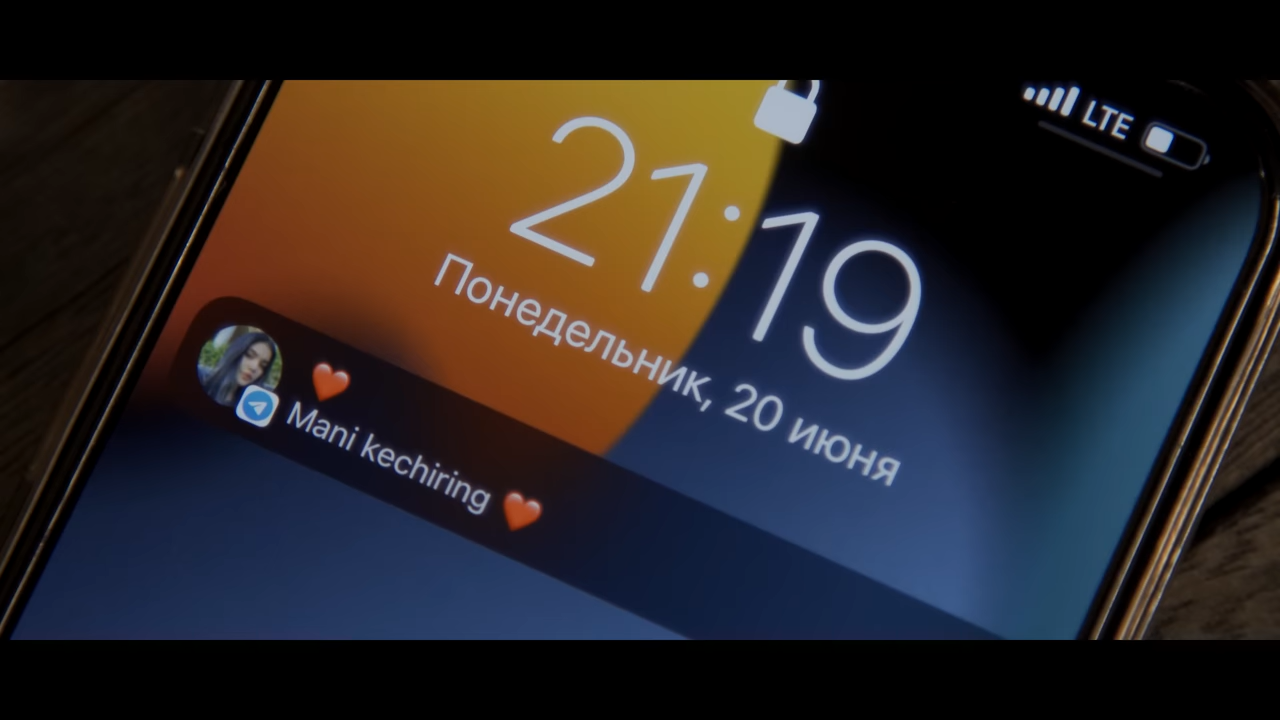 LTE
21:19
Понедельник, 20 июня
❤️
Mani kechiring ❤️